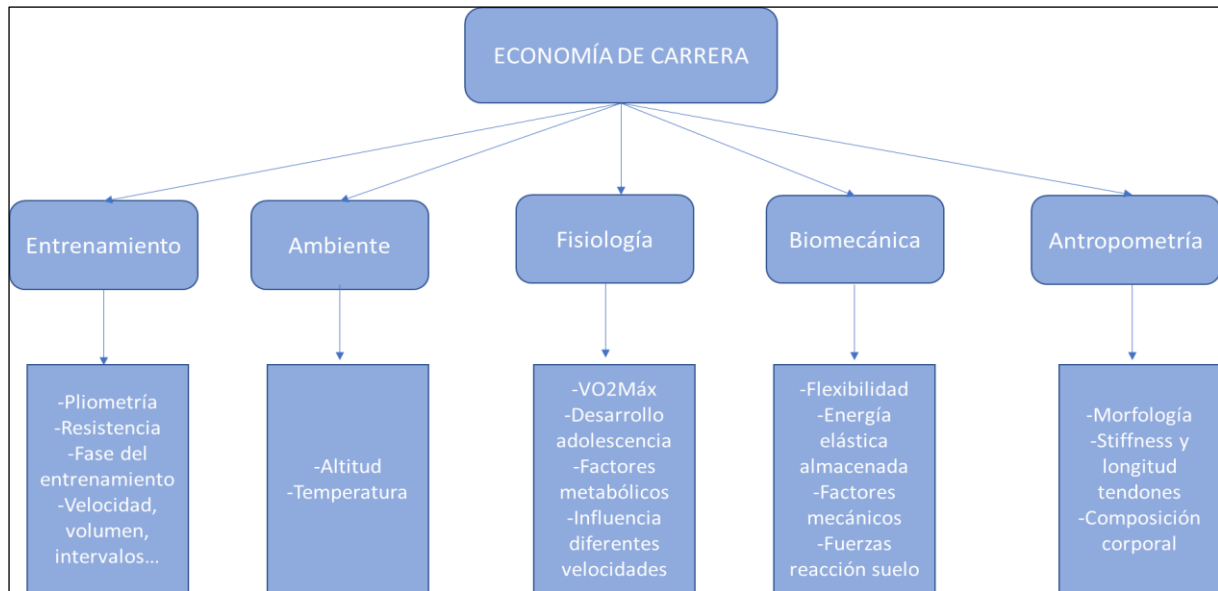 ECONOMÍA DE CARRERA
Entrenamiento
Ambiente
Fisiología
Biomecánica
Antropometría
-Pliometría
-Resistencia
-Fase del
entrenamiento
-Velocidad,
volumen,
intervalos...
-Altitud
-Temperatura
-VO2Máx
-Desarrollo
adolescencia
-Factores
metabólicos
-Influencia
diferentes
velocidades
-Flexibilidad
-Energía
elástica
almacenada
-Factores
mecánicos
-Fuerzas
reacción suelo
-Morfología
-Stiffness y
longitud
tendones
-Composición
corporal